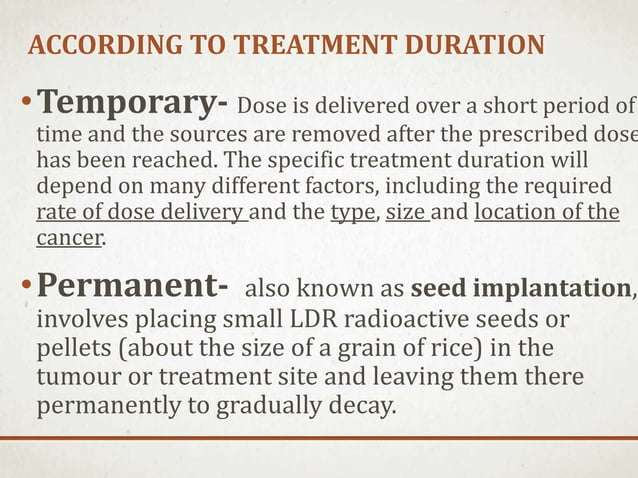 ACCORDING TO TREATMENT DURATION
•Temporary- Dose is delivered over a short period of
time and the sources are removed after the prescribed dose
has been reached. The specific treatment duration will
depend on many different factors, including the required
rate of dose delivery and the type, size and location of the
cancer.
•Permanent- also known as seed implantation,
involves placing small LDR radioactive seeds or
pellets (about the size of a grain of rice) in the
tumour or treatment site and leaving them there
permanently to gradually decay.